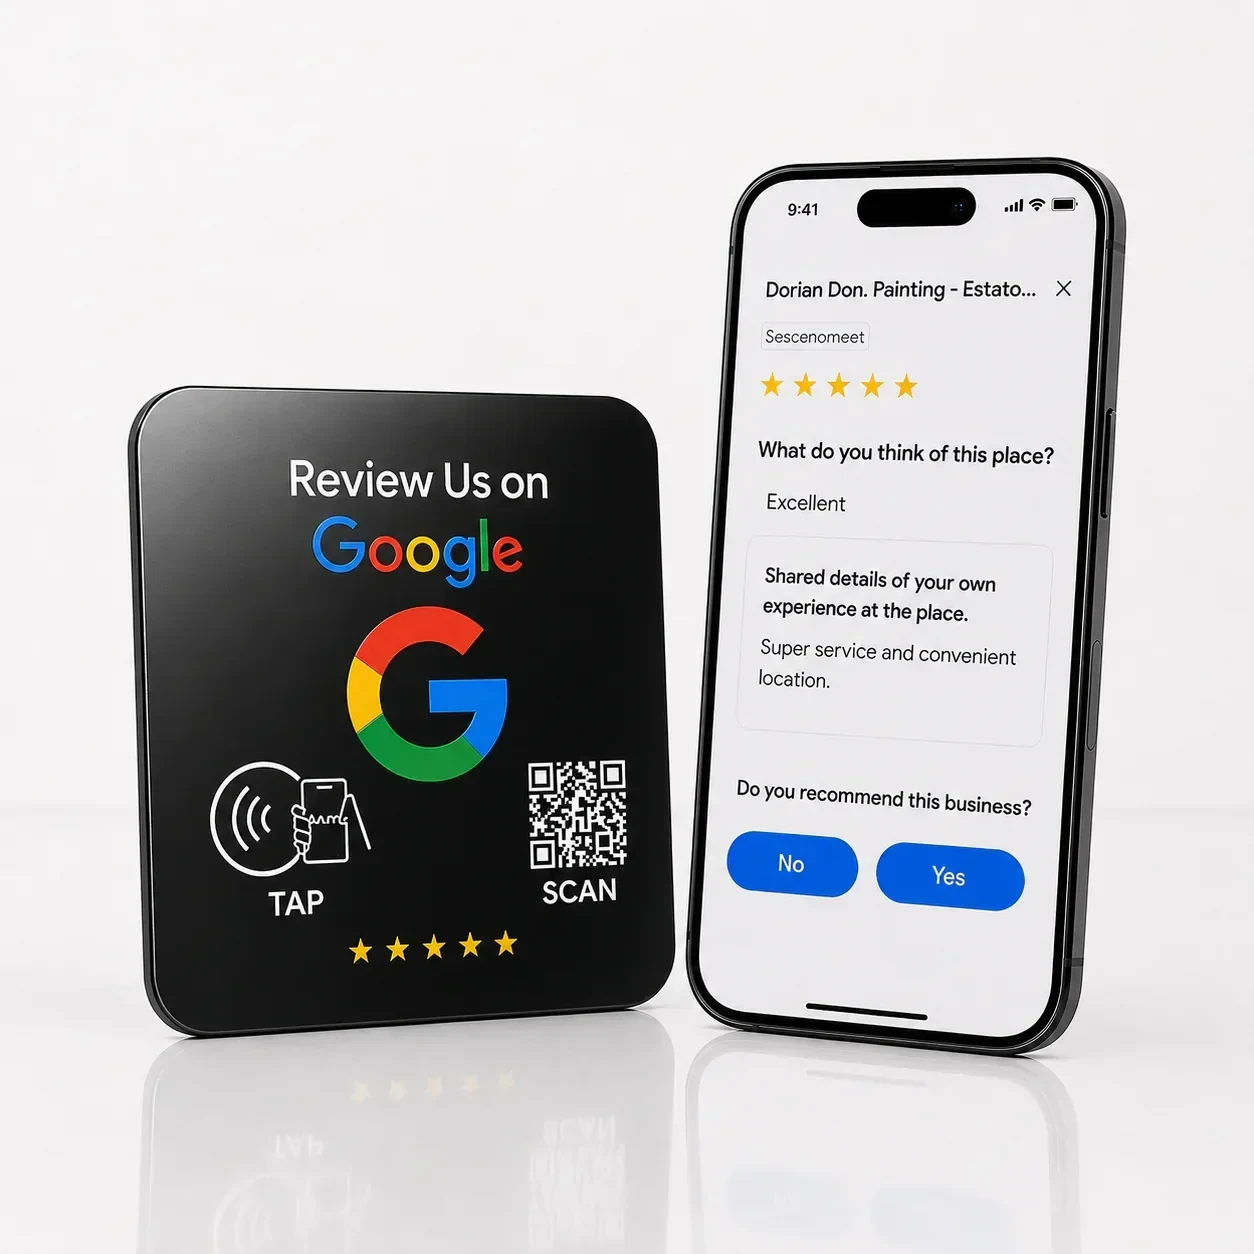 Review Us on
Google
G
TAP
SCAN
9:41
Dorian Don. Painting - Estato...
Sescenomeet
What do you think of this place?
Excellent
Shared details of your own
experience at the place.
Super service and convenient
location.
Do you recommend this business?
No
Yes